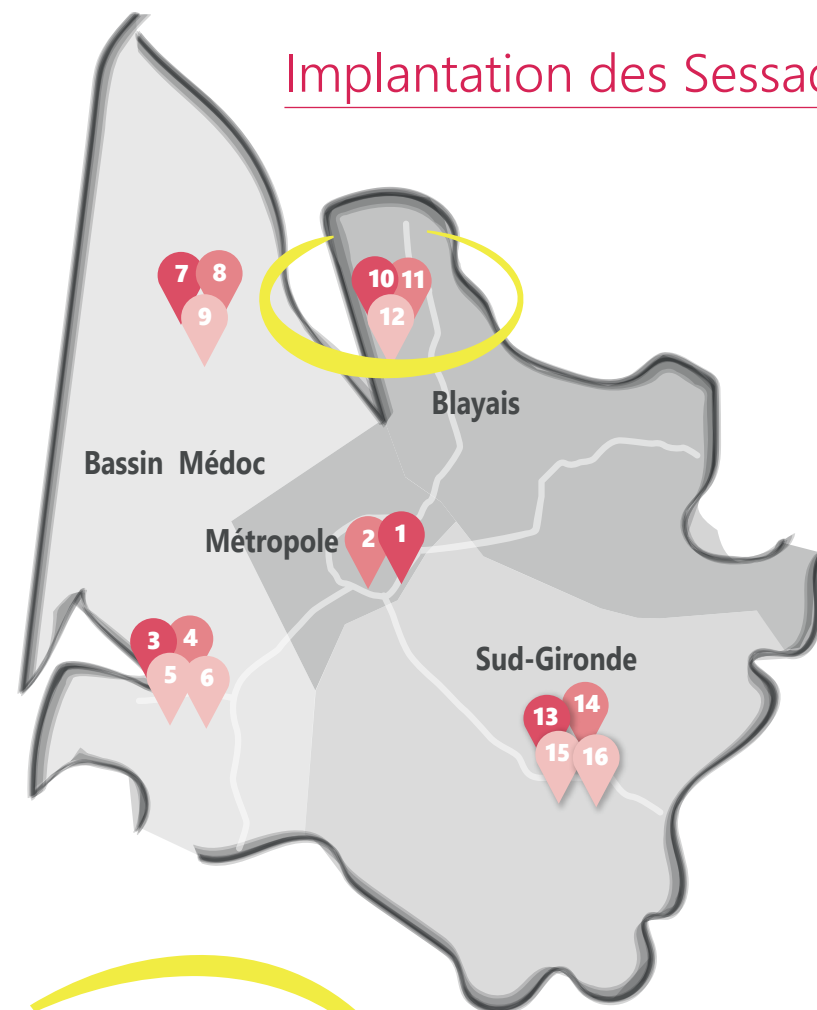 Implantation des Sessad
7 8
9
10 11
12
Blayais
Bassin Médoc
Métropole
2 1
3 4
5 6
Sud-Gironde
13 14
15 16